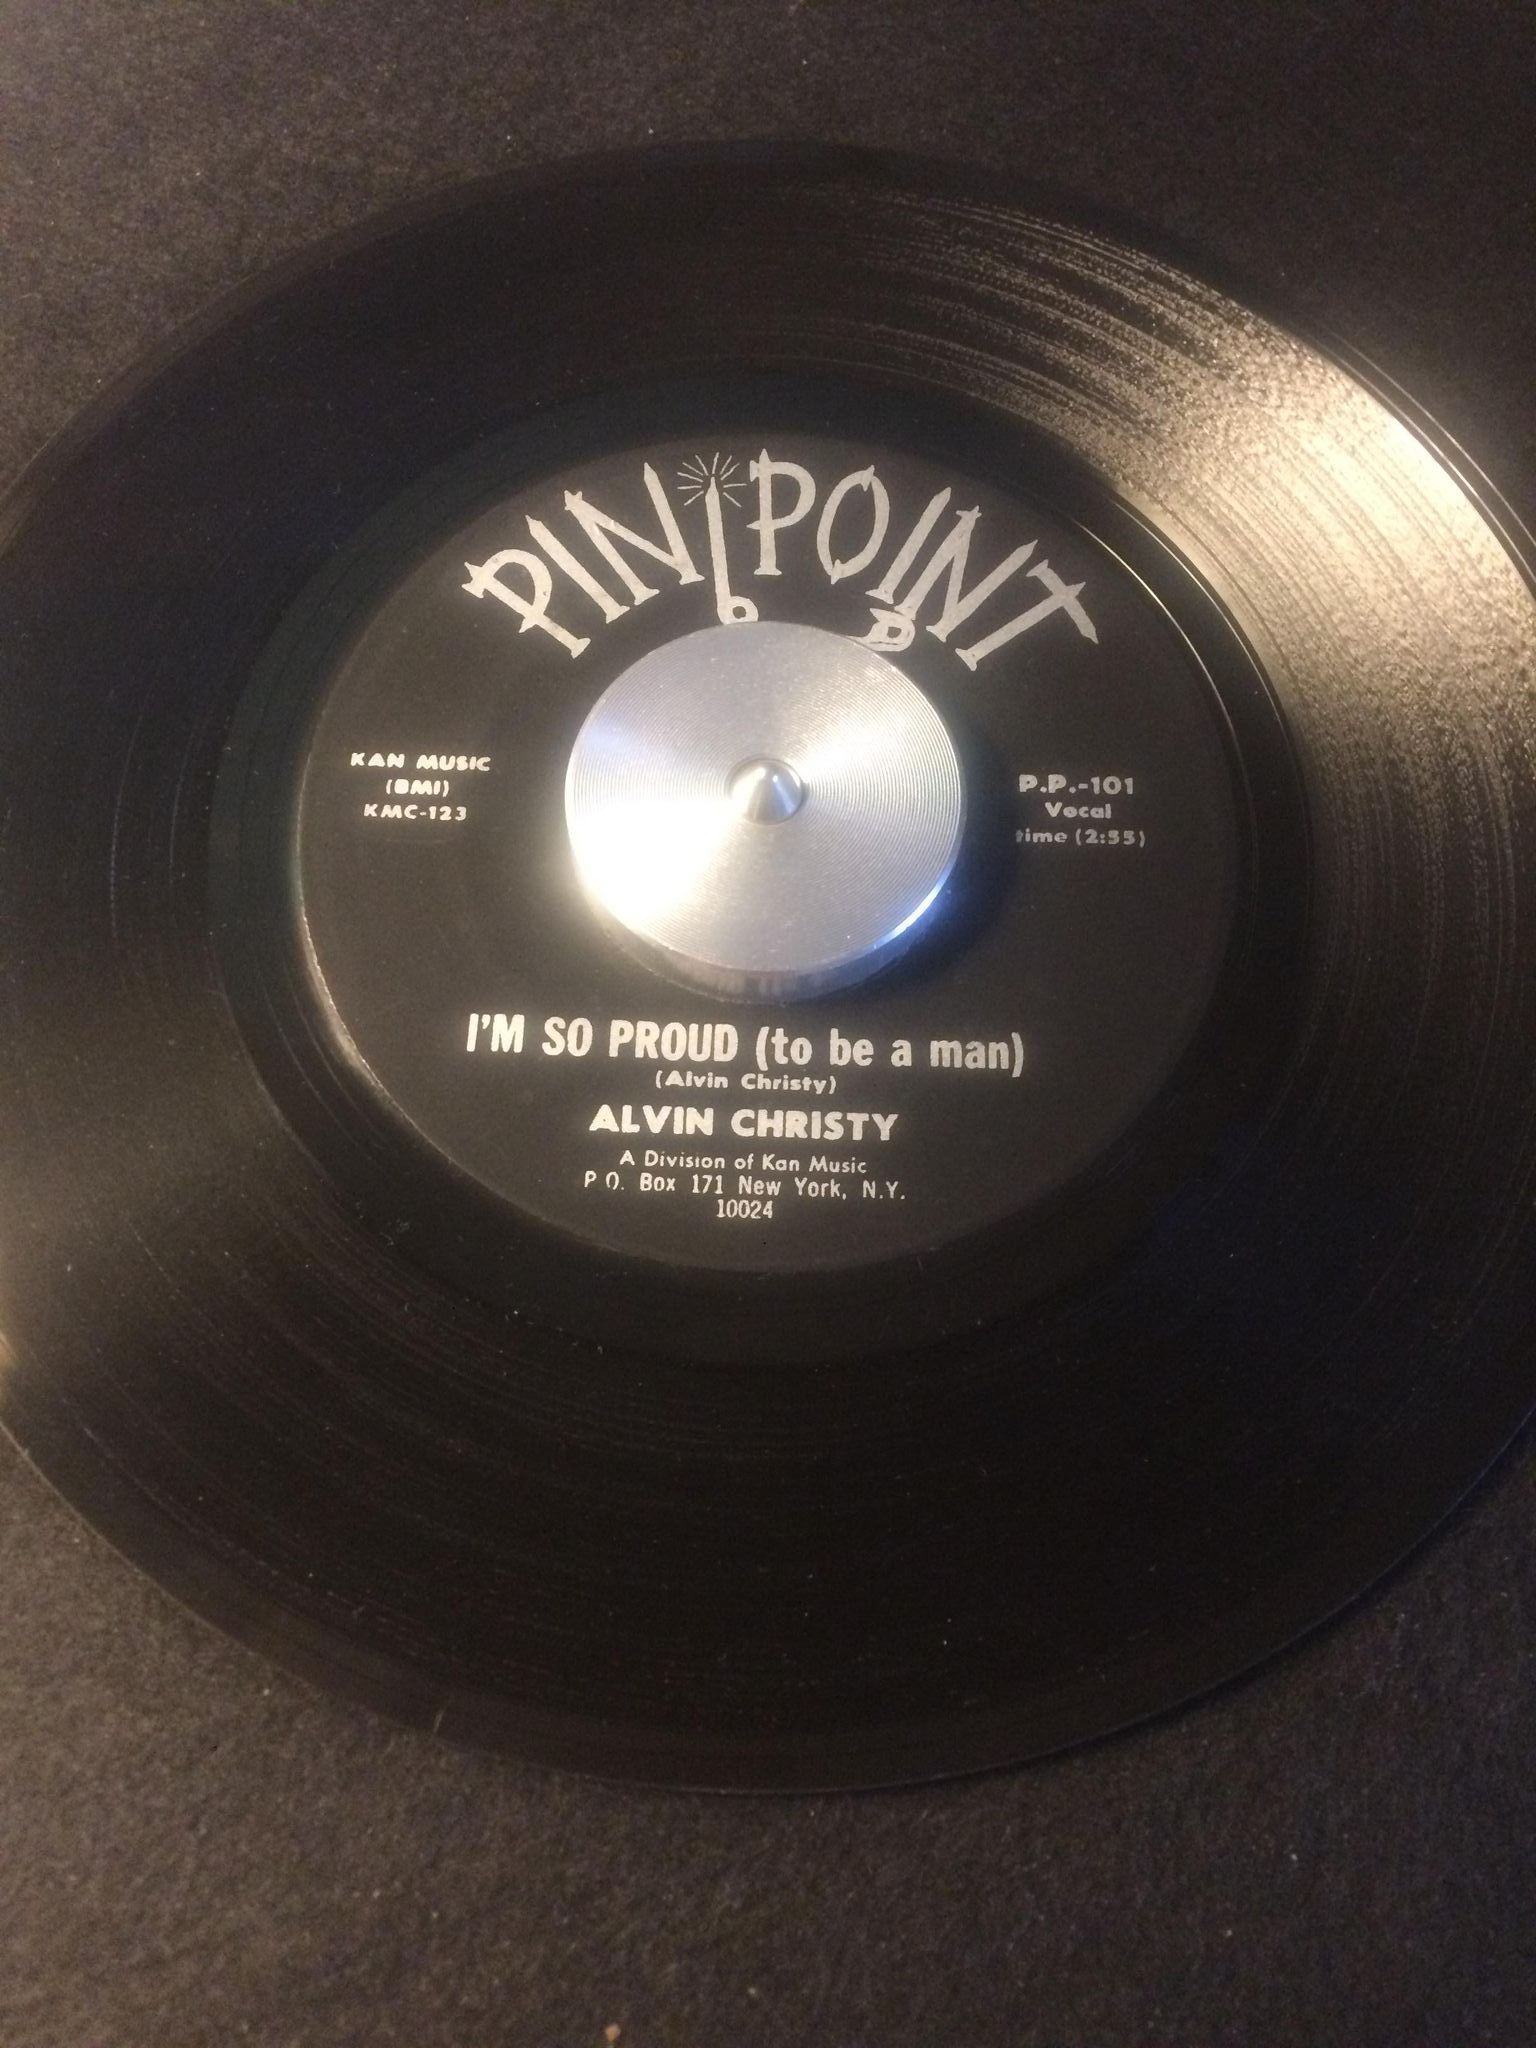 PIN POINT
KAN MUSIC
(BMI)
KMC-123
P.P.-101
Vocal
time (2:55)
I'M SO PROUD (to be a man)
(Alvin Christy)
ALVIN CHRISTY
A Division of Kan Music
P.O. Box 171 New York, N.Y.
10024